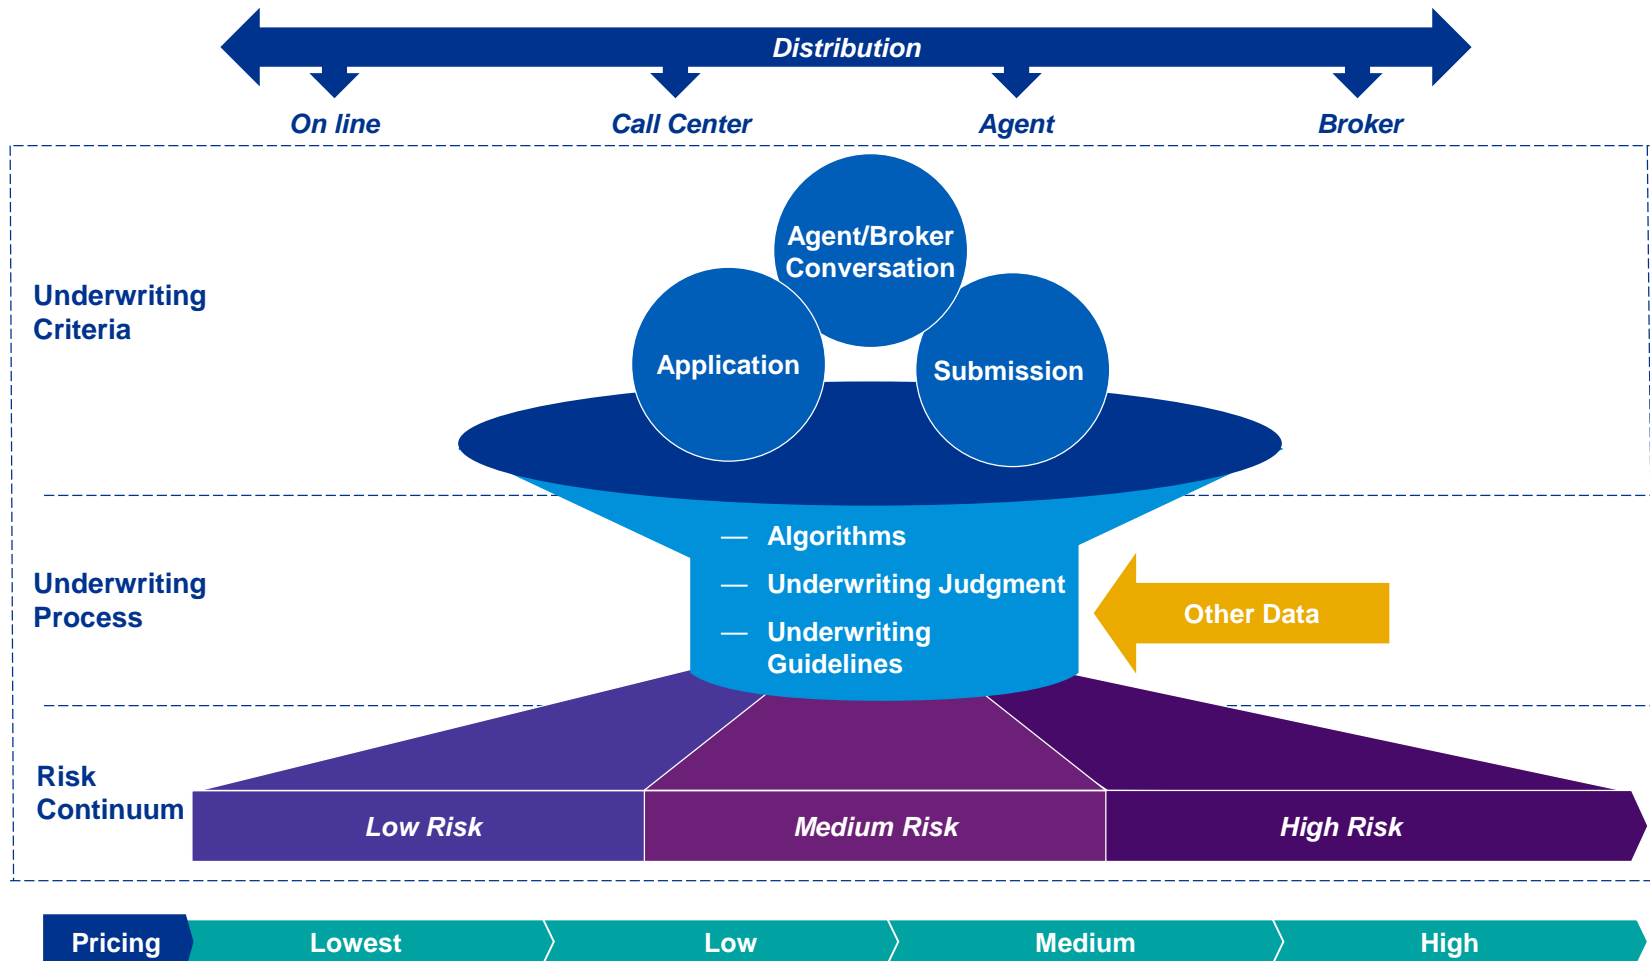 Distribution
On line
Call Center
Agent
Broker
Underwriting
Criteria
Agent/Broker
Conversation
Application
Submission
Underwriting
Process
— Algorithms
— Underwriting Judgment
— Underwriting
Guidelines
Other Data
Risk
Continuum
Low Risk
Medium Risk
High Risk
Pricing
Lowest
Low
Medium
High